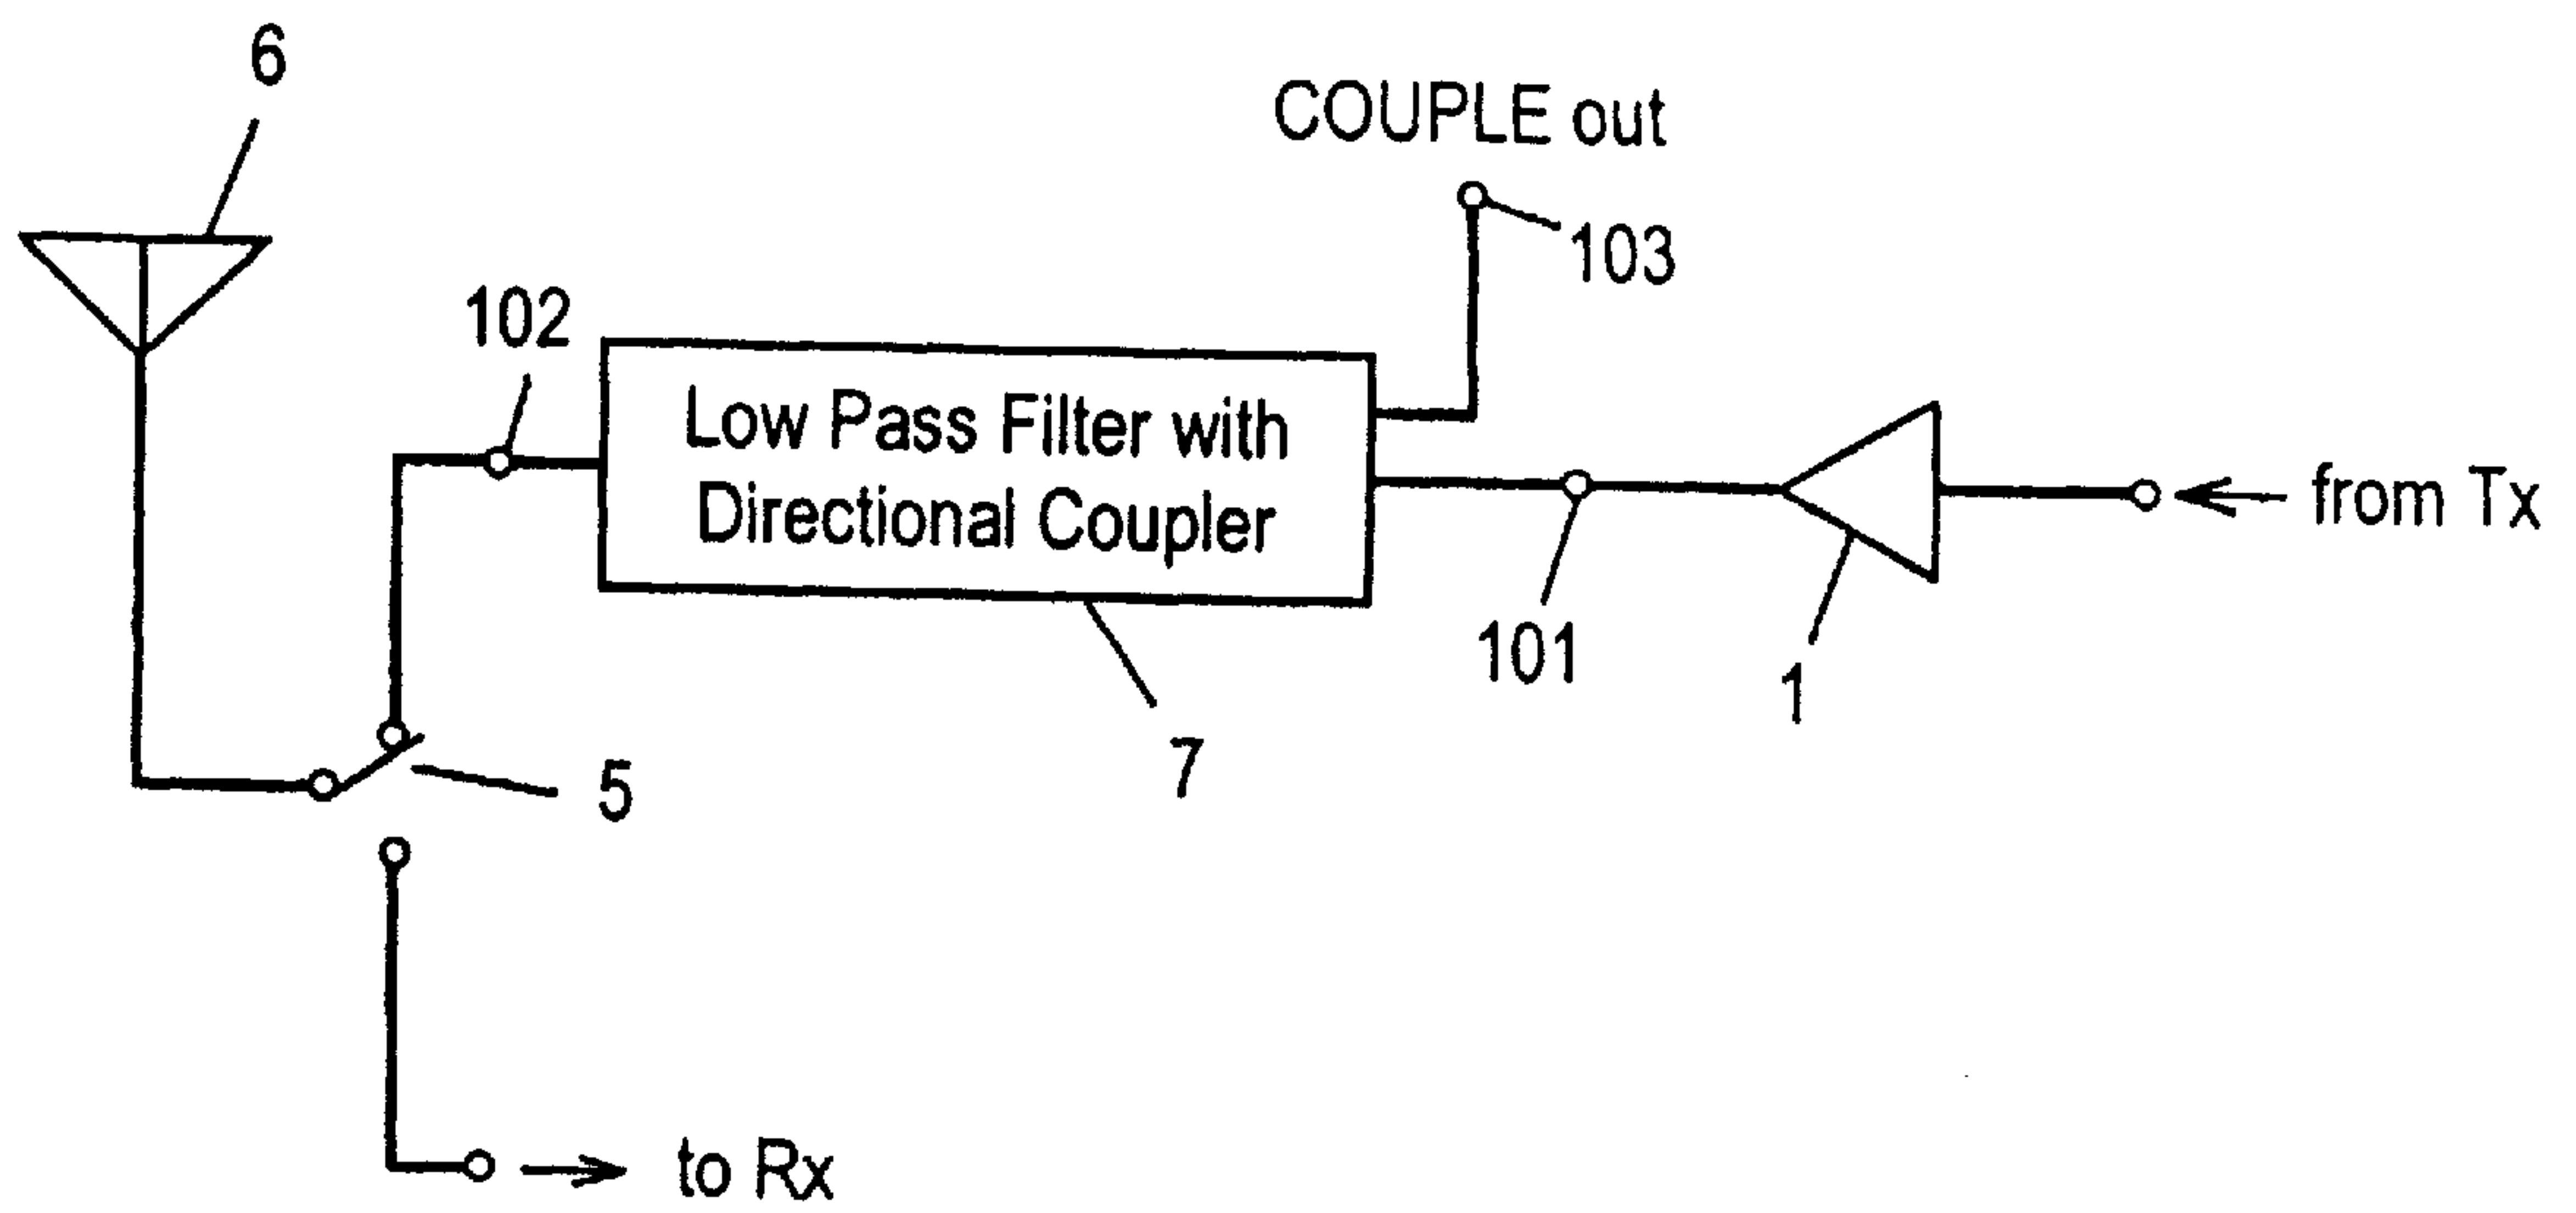 6
COUPLE out
103
102
Low Pass Filter with
Directional Coupler
from Tx
101
1
7
5
to Rx